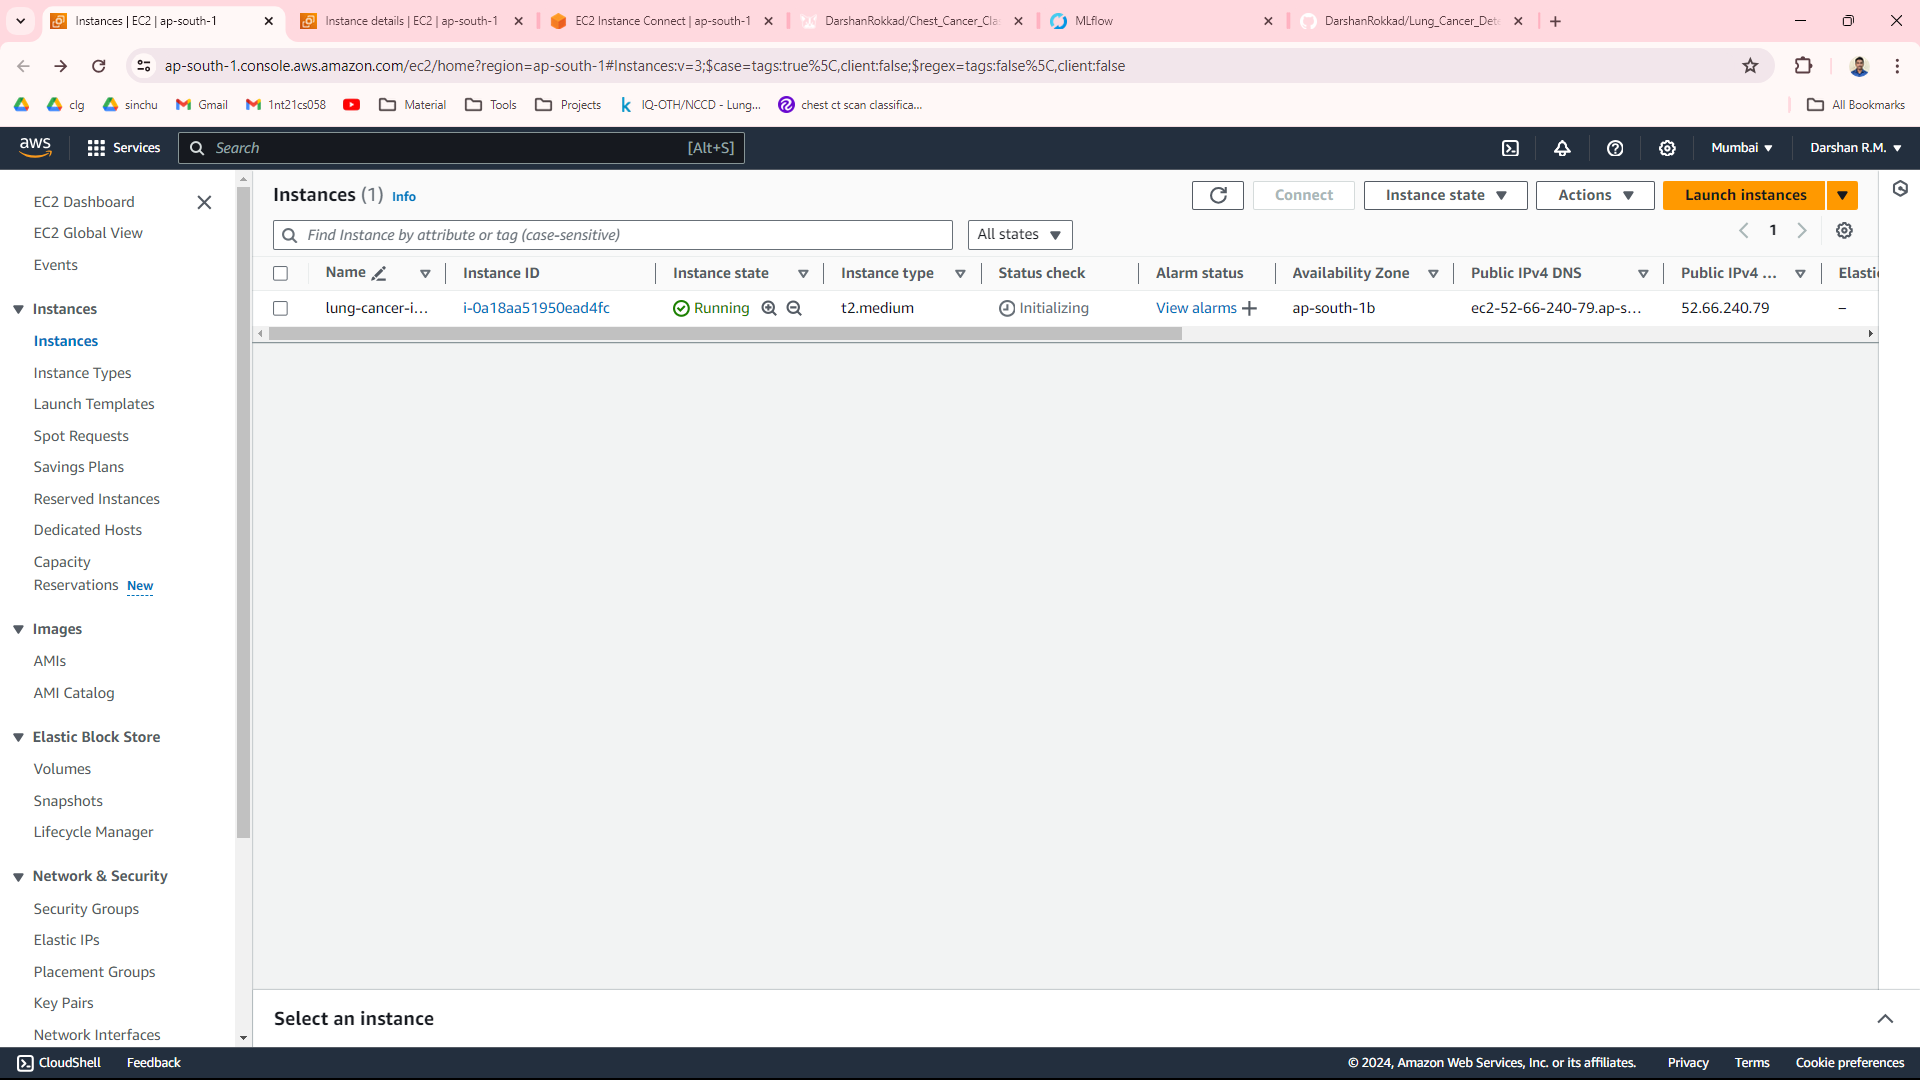 Instances | EC2 | ap-south-1
Instance details | EC2 | ap-south-1
EC2 Instance Connect | ap-south-1
DarshanRokkad/Chest_Cancer_Cla
MLflow
DarshanRokkad/Lung_Cancer_Dete
ap-south-1.console.aws.amazon.com/ec2/home?region=ap-south-1#Instances:v=3;$case=tags:true%5C,client:false;$regex=tags:false%5C,client:false
clg
sinchu
Gmail
1nt21cs058
Material
Tools
Projects
IQ-OTH/NCCD - Lung...
chest ct scan classifica...
All Bookmarks
aws
Services
Search
[Alt+S]
Mumbai
Darshan R.M.
EC2 Dashboard
EC2 Global View
Events
Instances
Instances
Instance Types
Launch Templates
Spot Requests
Savings Plans
Reserved Instances
Dedicated Hosts
Capacity
Reservations New
Images
AMIs
AMI Catalog
Elastic Block Store
Volumes
Snapshots
Lifecycle Manager
Network & Security
Security Groups
Elastic IPs
Placement Groups
Key Pairs
Network Interfaces
Instances (1) Info
Connect
Instance state
Actions
Launch instances
Find Instance by attribute or tag (case-sensitive)
All states
1
Name
Instance ID
Instance state
Instance type
Status check
Alarm status
Availability Zone
Public IPv4 DNS
Public IPv4 ...
Elastic
lung-cancer-i...
i-0a18aa51950ead4fc
Running
t2.medium
Initializing
View alarms
ap-south-1b
ec2-52-66-240-79.ap-s...
52.66.240.79
–
Select an instance
CloudShell
Feedback
© 2024, Amazon Web Services, Inc. or its affiliates.
Privacy
Terms
Cookie preferences